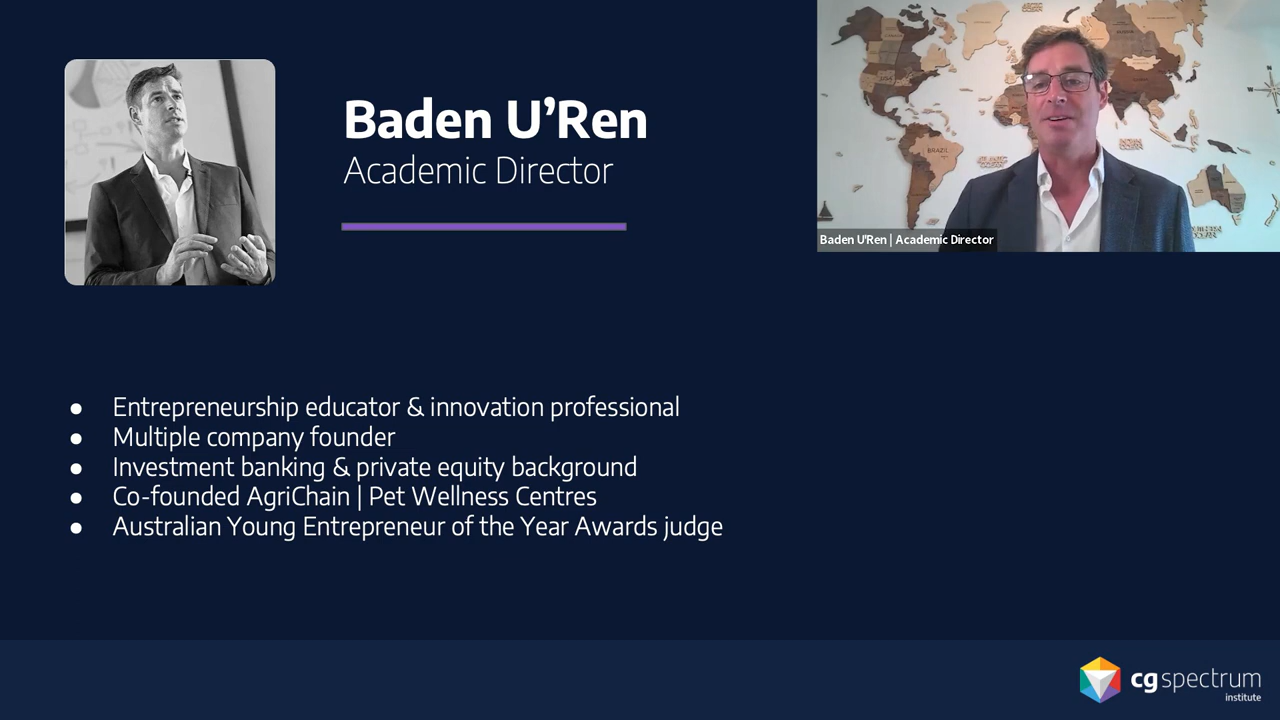 Baden U’Ren
Academic Director
BRAZIL
Baden U'Ren | Academic Director
● Entrepreneurship educator & innovation professional
● Multiple company founder
● Investment banking & private equity background
● Co-founded AgriChain | Pet Wellness Centres
● Australian Young Entrepreneur of the Year Awards judge
cg spectrum
institute